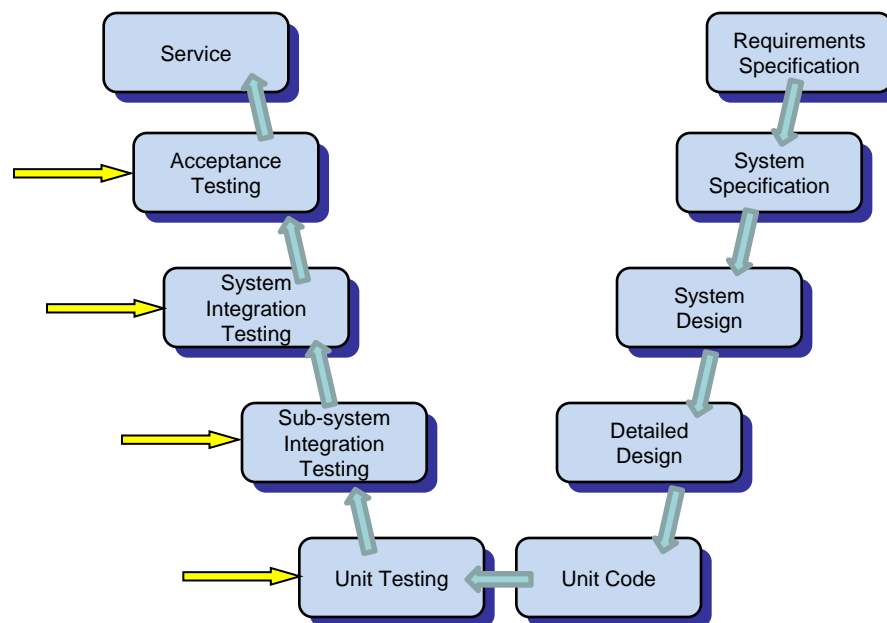 Service
Requirements
Specification
Acceptance
Testing
System
Specification
System
Integration
Testing
System
Design
Sub-system
Integration
Testing
Detailed
Design
Unit Testing
Unit Code